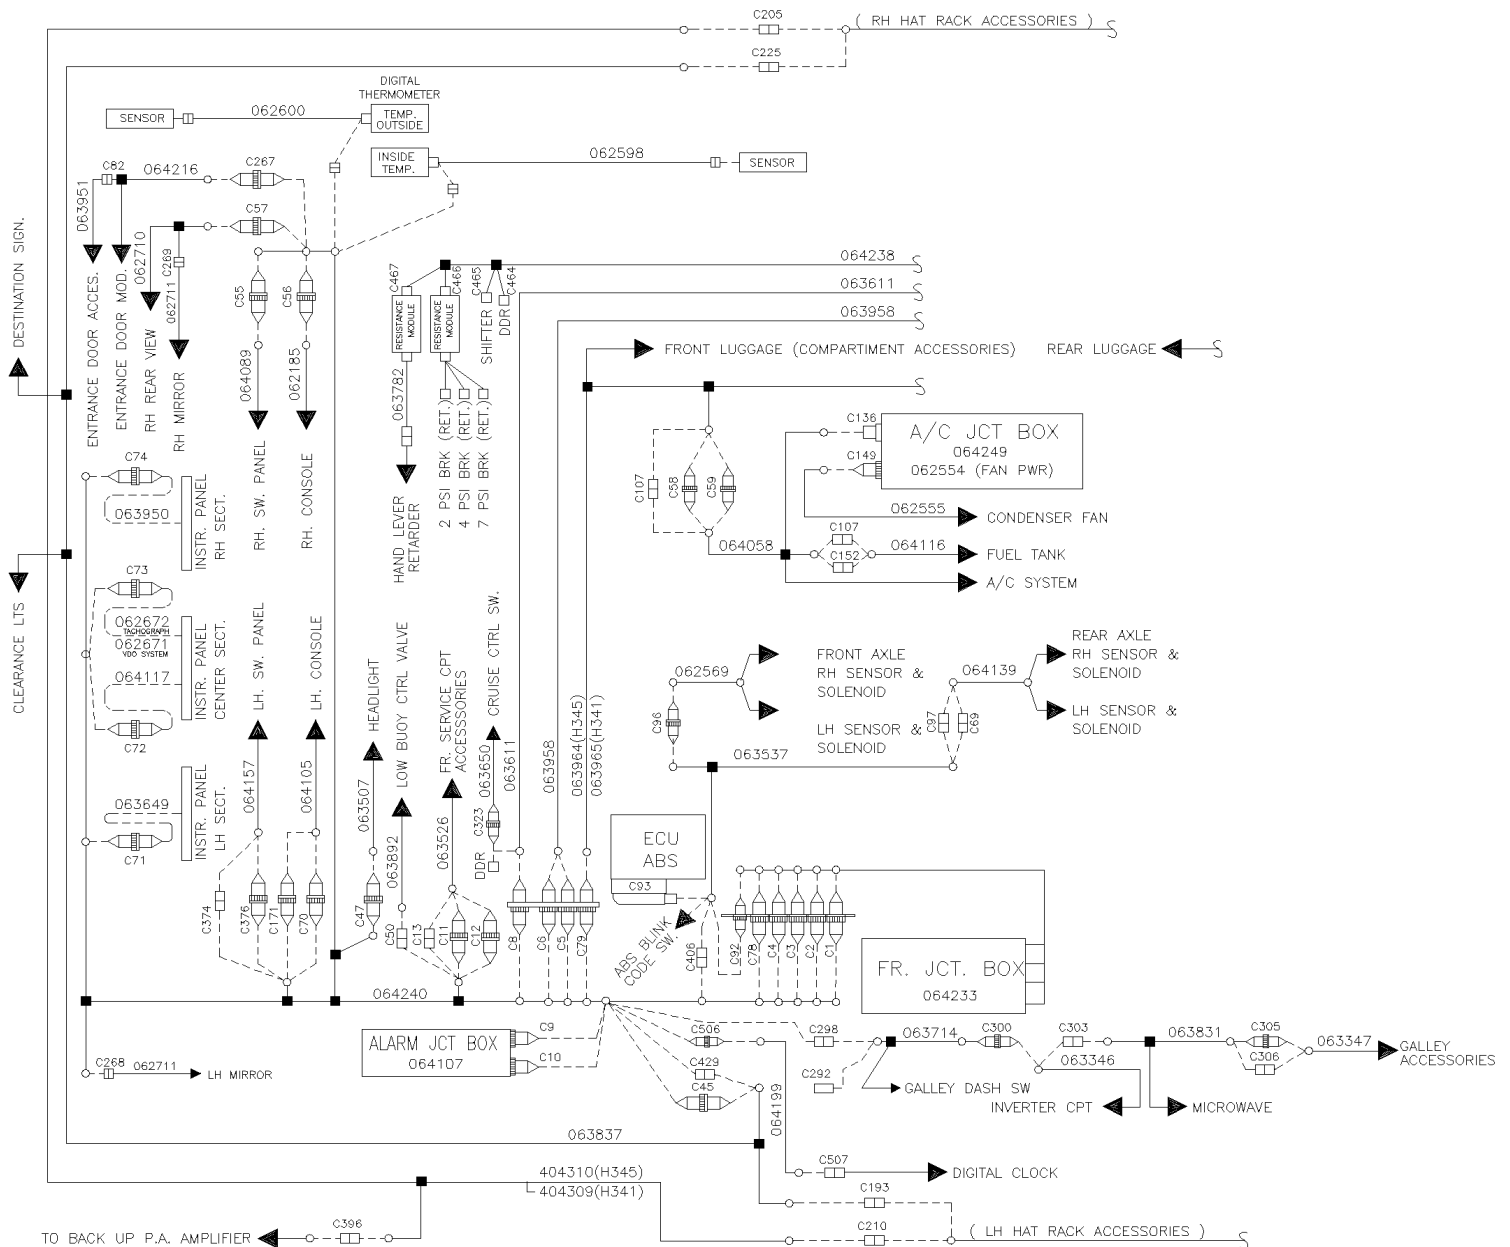 C205
( RH HAT RACK ACCESSORIES )
C225
DIGITAL
THERMOMETER
SENSOR
062600
TEMP.
OUTSIDE
INSIDE
TEMP.
062598
SENSOR
C82
064216
C267
063951
C57
DESTINATION SIGN.
062710
C269
062711
ENTRANCE DOOR ACCES.
ENTRANCE DOOR MOD.
RH REAR VIEW
RH MIRROR
C55
C56
064089
062185
RH. SW. PANEL
RH. CONSOLE
C467
RESISTANCE
MODULE
C466
RESISTANCE
MODULE
C465
C464
SHIFTER
DDR
063782
HAND LEVER
RETARDER
2 PSI BRK (RET.)
4 PSI BRK (RET.)
7 PSI BRK (RET.)
064238
063611
063958
FRONT LUGGAGE (COMPARTIMENT ACCESSORIES)
REAR LUGGAGE
C136
C149
A/C JCT BOX
064249
062554 (FAN PWR)
C107
C58
C59
062555
CONDENSER FAN
064058
C107
C152
064116
FUEL TANK
A/C SYSTEM
C74
063950
INSTR. PANEL
RH SECT.
CLEARANCE LTS
C73
062672
TACHOGRAPH
062671
VDO SYSTEM
064117
C72
INSTR. PANEL
CENTER SECT.
063649
C71
INSTR. PANEL
LH SECT.
LH. SW. PANEL
LH. CONSOLE
064157
064105
C374
C376
C171
C70
HEADLIGHT
063507
C47
LOW BUOY CTRL VALVE
063892
C50
FR. SERVICE CPT
ACCESSORIES
063526
C13
C11
C12
CRUISE CTRL SW.
063650
C323
DDR
063611
063958
063964(H345)
063965(H341)
C8
C6
C5
C79
062569
C96
FRONT AXLE
RH SENSOR &
SOLENOID
LH SENSOR &
SOLENOID
064139
REAR AXLE
RH SENSOR &
SOLENOID
LH SENSOR &
SOLENOID
C97
C69
063537
ECU
ABS
C93
ABS BLINK
CODE SW.
C406
C92
C78
C4
C3
C2
C1
FR. JCT. BOX
064233
064240
ALARM JCT BOX
064107
C9
C10
C268
062711
LH MIRROR
C506
C429
C45
C298
C292
063714
GALLEY DASH SW
C300
C303
063346
INVERTER CPT
063831
MICROWAVE
C305
C306
063347
GALLEY
ACCESSORIES
064199
063837
C507
DIGITAL CLOCK
404310(H345)
404309(H341)
C193
C210
( LH HAT RACK ACCESSORIES )
C396
TO BACK UP P.A. AMPLIFIER